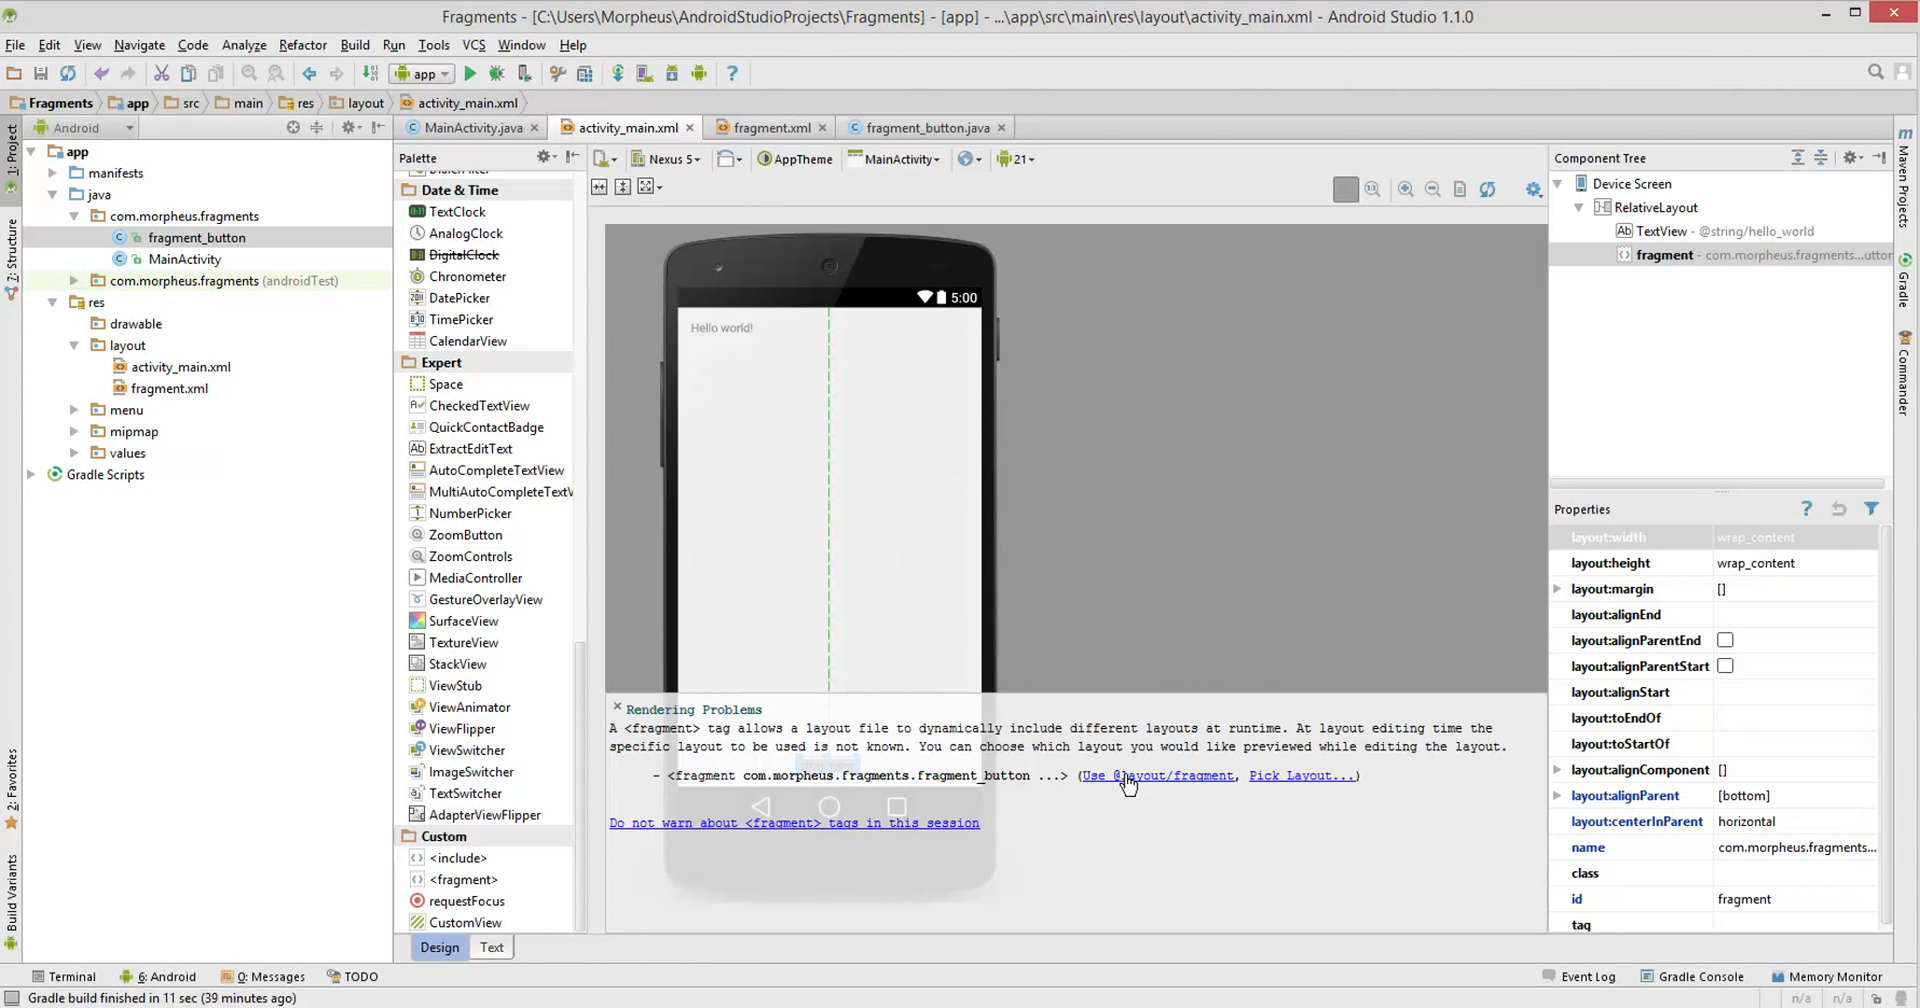 Fragments - [C:\Users\Morpheus\AndroidStudioProjects\Fragments] - [app] - ...\app\src\main\res\layout\activity_main.xml - Android Studio 1.1.0
File Edit View Navigate Code Analyze Refactor Build Run Tools VCS Window Help
app
Fragments app src main res layout activity_main.xml
Android
MainActivity.java activity_main.xml fragment.xml fragment_button.java
1: Project
7: Structure
2: Favorites
Build Variants
app
manifests
java
com.morpheus.fragments
fragment_button
MainActivity
com.morpheus.fragments (androidTest)
res
drawable
layout
activity_main.xml
fragment.xml
menu
mipmap
values
Gradle Scripts
Palette
Date & Time
TextClock
AnalogClock
DigitalClock
Chronometer
DatePicker
TimePicker
CalendarView
Expert
Space
CheckedTextView
QuickContactBadge
ExtractEditText
AutoCompleteTextView
MultiAutoCompleteTextV
NumberPicker
ZoomButton
ZoomControls
MediaController
GestureOverlayView
SurfaceView
TextureView
StackView
ViewStub
ViewAnimator
ViewFlipper
ViewSwitcher
ImageSwitcher
TextSwitcher
AdapterViewFlipper
Custom
<include>
<fragment>
requestFocus
CustomView
Design Text
Nexus 5 AppTheme MainActivity 21
5:00
Hello world!
Rendering Problems
A <fragment> tag allows a layout file to dynamically include different layouts at runtime. At layout editing time the
specific layout to be used is not known. You can choose which layout you would like previewed while editing the layout.
- <fragment com.morpheus.fragments.fragment_button ...> (Use @layout/fragment, Pick Layout...)
Do not warn about <fragment> tags in this session
Component Tree
Device Screen
RelativeLayout
Ab TextView - @string/hello_world
fragment - com.morpheus.fragments...utton
Properties
layout:width wrap_content
layout:height wrap_content
layout:margin []
layout:alignEnd
layout:alignParentEnd
layout:alignParentStart
layout:alignStart
layout:toEndOf
layout:toStartOf
layout:alignComponent []
layout:alignParent [bottom]
layout:centerInParent horizontal
name com.morpheus.fragments...
class
id fragment
tag
Maven Projects
Gradle
Commander
Terminal 6: Android 0: Messages TODO Event Log Gradle Console Memory Monitor
Gradle build finished in 11 sec (39 minutes ago) n/a n/a